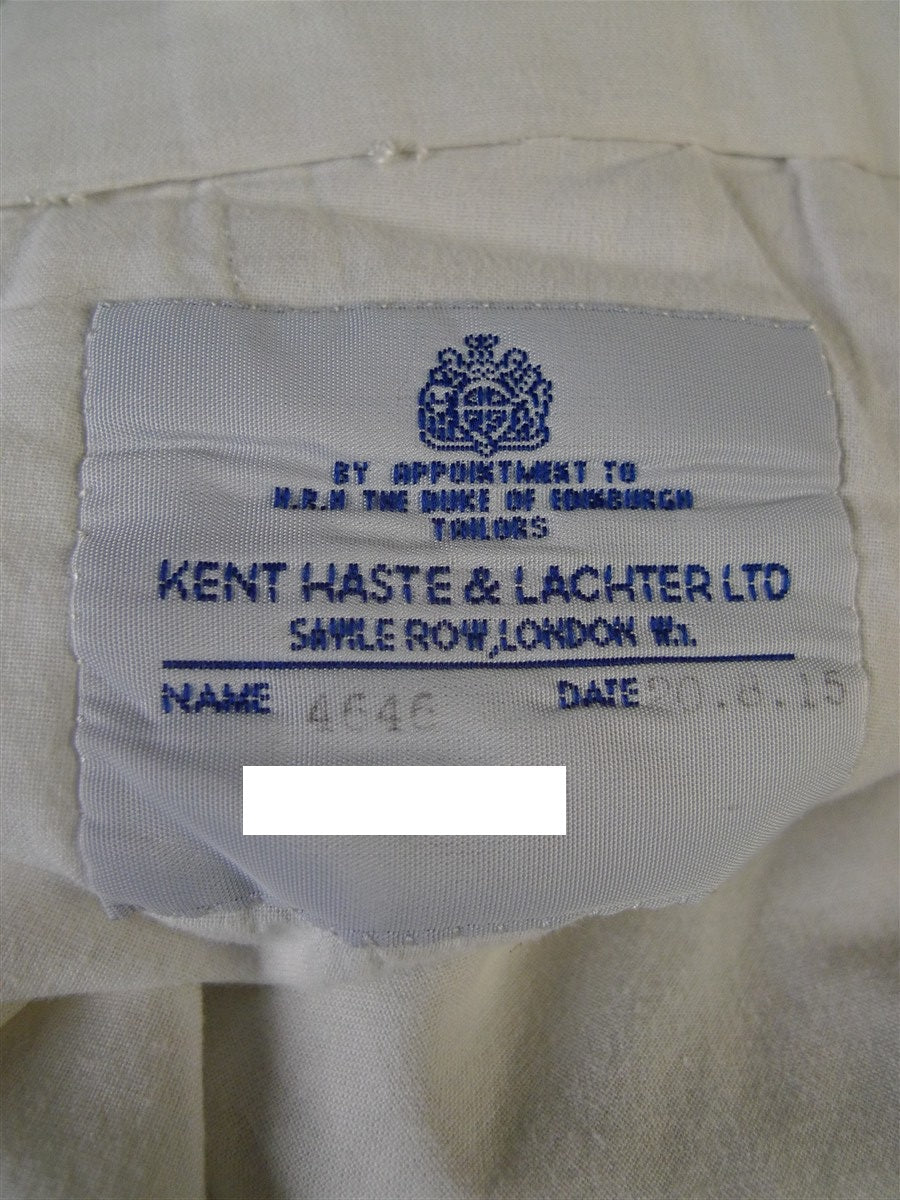 BY APPOINTMENT TO
H.R.H THE DUKE OF EDINBURGH
TAILORS
KENT HASTE & LACHTER LTD
SAVILE ROW, LONDON W1.
NAME 4646 DATE .15